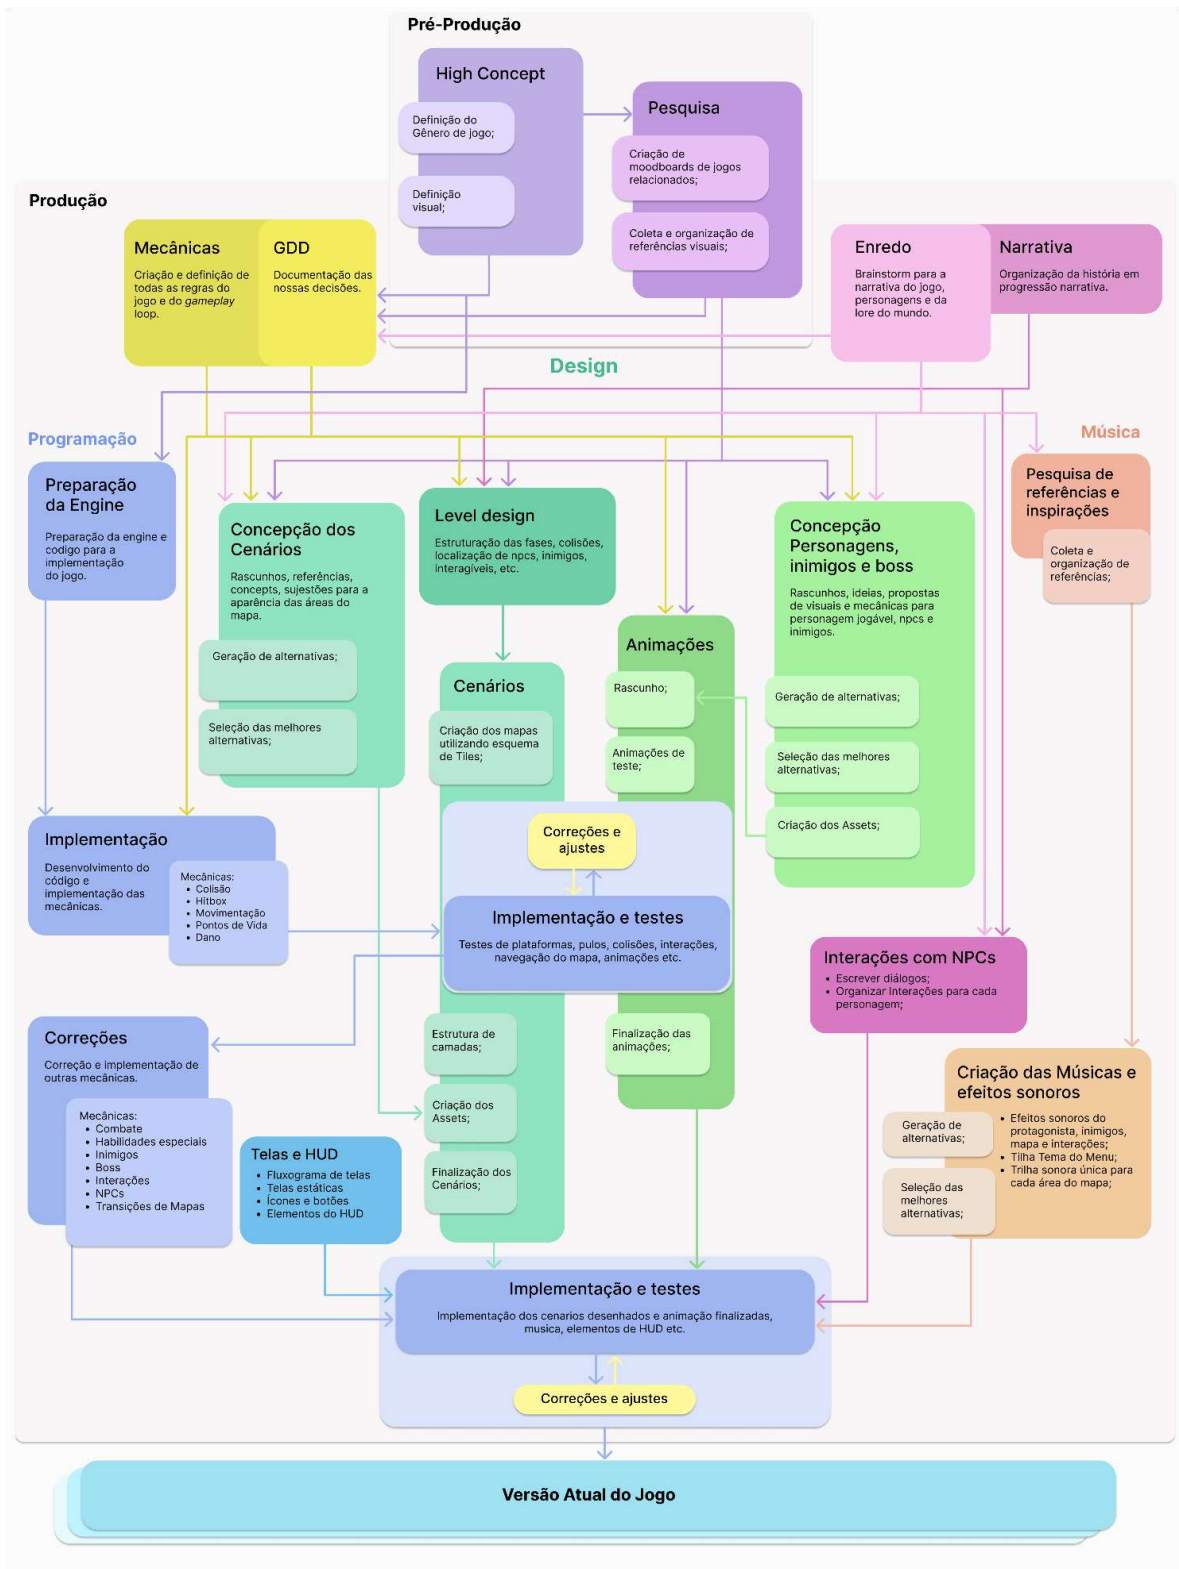 Pré-Produção
High Concept
Definição do
Gênero de jogo;
Definição
visual;
Pesquisa
Criação de
moodboards de jogos
relacionados;
Coleta e organização de
referências visuais;
Produção
Mecânicas
Criação e definição de
todas as regras do
jogo e do gameplay
loop.
GDD
Documentação das
nossas decisões.
Enredo
Brainstorm para a
narrativa do jogo,
personagens e da
lore do mundo.
Narrativa
Organização da história em
progressão narrativa.
Design
Programação
Música
Preparação
da Engine
Preparação da engine e
codigo para a
implementação
do jogo.
Concepção dos
Cenários
Rascunhos, referências,
concepts, sujestões para a
aparência das áreas do
mapa.
Geração de alternativas;
Seleção das melhores
alternativas;
Level design
Estruturação das fases, colisões,
localização de npcs, inimigos,
interagíveis, etc.
Cenários
Criação dos mapas
utilizando esquema
de Tiles;
Animações
Rascunho;
Animações de
teste;
Concepção
Personagens,
inimigos e boss
Rascunhos, ideias, propostas
de visuais e mecânicas para
personagem jogável, npcs e
inimigos.
Geração de alternativas;
Seleção das melhores
alternativas;
Criação dos Assets;
Pesquisa de
referências e
inspirações
Coleta e
organização de
referências;
Implementação
Desenvolvimento do
código e
implementação das
mecânicas.
Mecânicas:
• Colisão
• Hitbox
• Movimentação
• Pontos de Vida
• Dano
Correções e
ajustes
Implementação e testes
Testes de plataformas, pulos, colisões, interações,
navegação do mapa, animações etc.
Interações com NPCs
• Escrever diálogos;
• Organizar Interações para cada
personagem;
Correções
Correção e implementação de
outras mecânicas.
Mecânicas:
• Combate
• Habilidades especiais
• Inimigos
• Boss
• Interações
• NPCs
• Transições de Mapas
Telas e HUD
• Fluxograma de telas
• Telas estáticas
• Ícones e botões
• Elementos do HUD
Estrutura de
camadas;
Criação dos
Assets;
Finalização dos
Cenários;
Finalização das
animações;
Criação das Músicas e
efeitos sonoros
Geração de
alternativas;
Seleção das
melhores
alternativas;
• Efeitos sonoros do
protagonista, inimigos,
mapa e interações;
• Tilha Tema do Menu;
• Trilha sonora única para
cada área do mapa;
Implementação e testes
Implementação dos cenarios desenhados e animação finalizadas,
musica, elementos de HUD etc.
Correções e ajustes
Versão Atual do Jogo